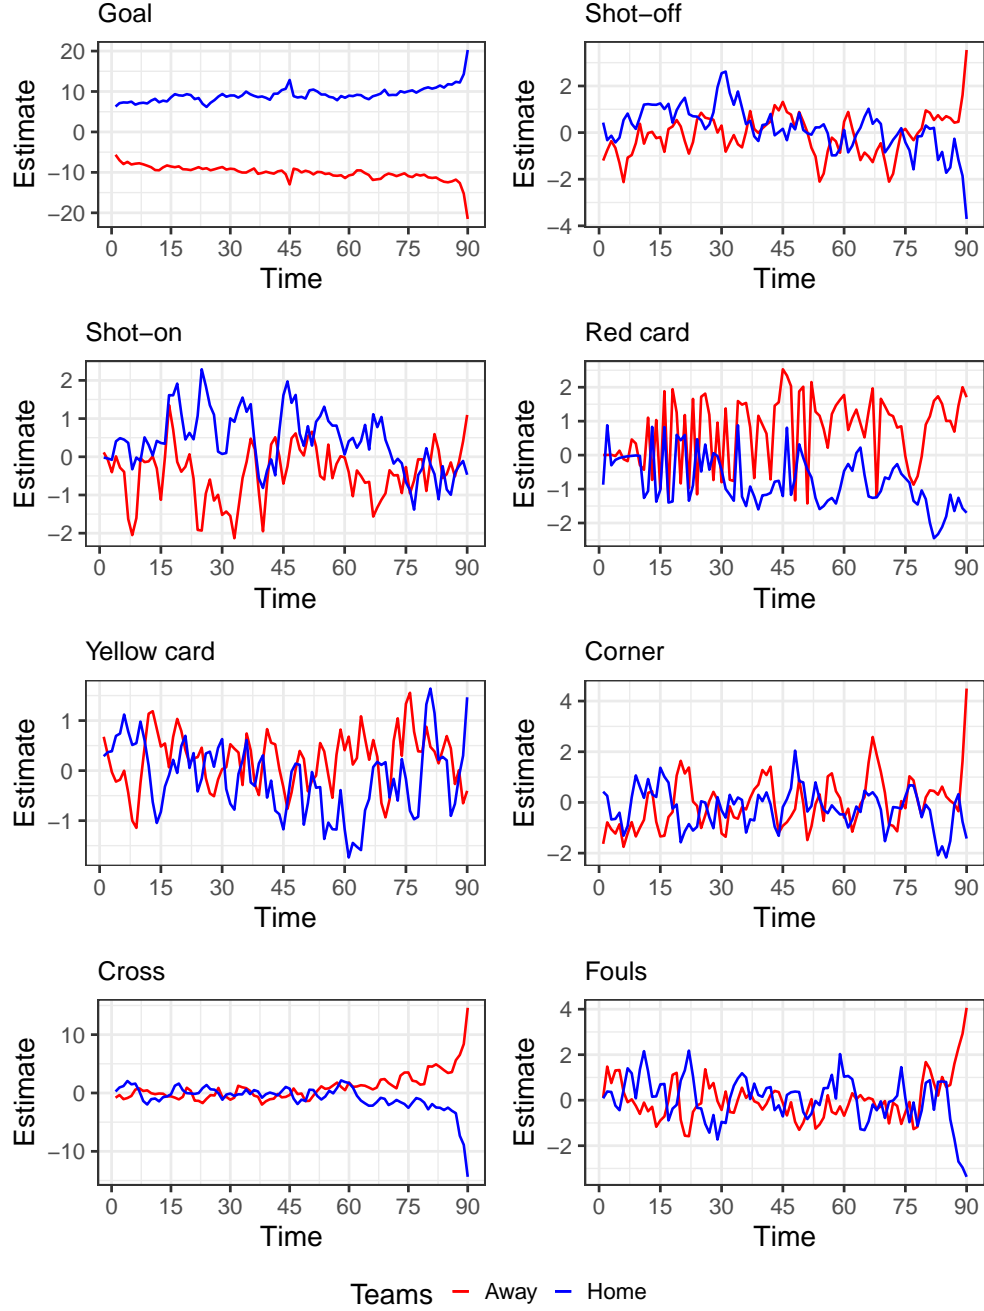 Goal
Shot−off
20
10
0
−10
−20
Estimate
0 15 30 45 60 75 90
Time
2
0
−2
−4
Estimate
0 15 30 45 60 75 90
Time
Shot−on
Red card
2
1
0
−1
−2
Estimate
0 15 30 45 60 75 90
Time
2
1
0
−1
−2
Estimate
0 15 30 45 60 75 90
Time
Yellow card
Corner
1
0
−1
Estimate
0 15 30 45 60 75 90
Time
4
2
0
−2
Estimate
0 15 30 45 60 75 90
Time
Cross
Fouls
10
0
−10
Estimate
0 15 30 45 60 75 90
Time
4
2
0
−2
Estimate
0 15 30 45 60 75 90
Time
Teams Away Home